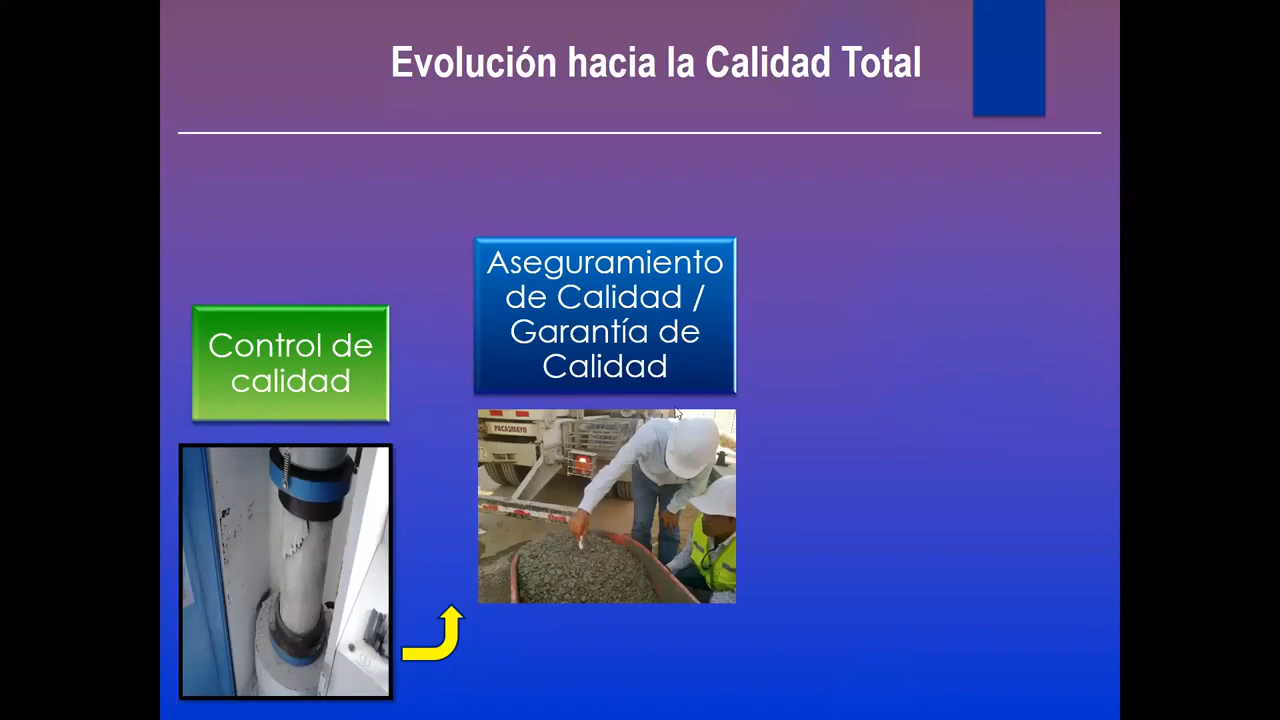 Evolución hacia la Calidad Total
Aseguramiento
de Calidad /
Garantía de
Calidad
Control de
calidad
PACASMAYO